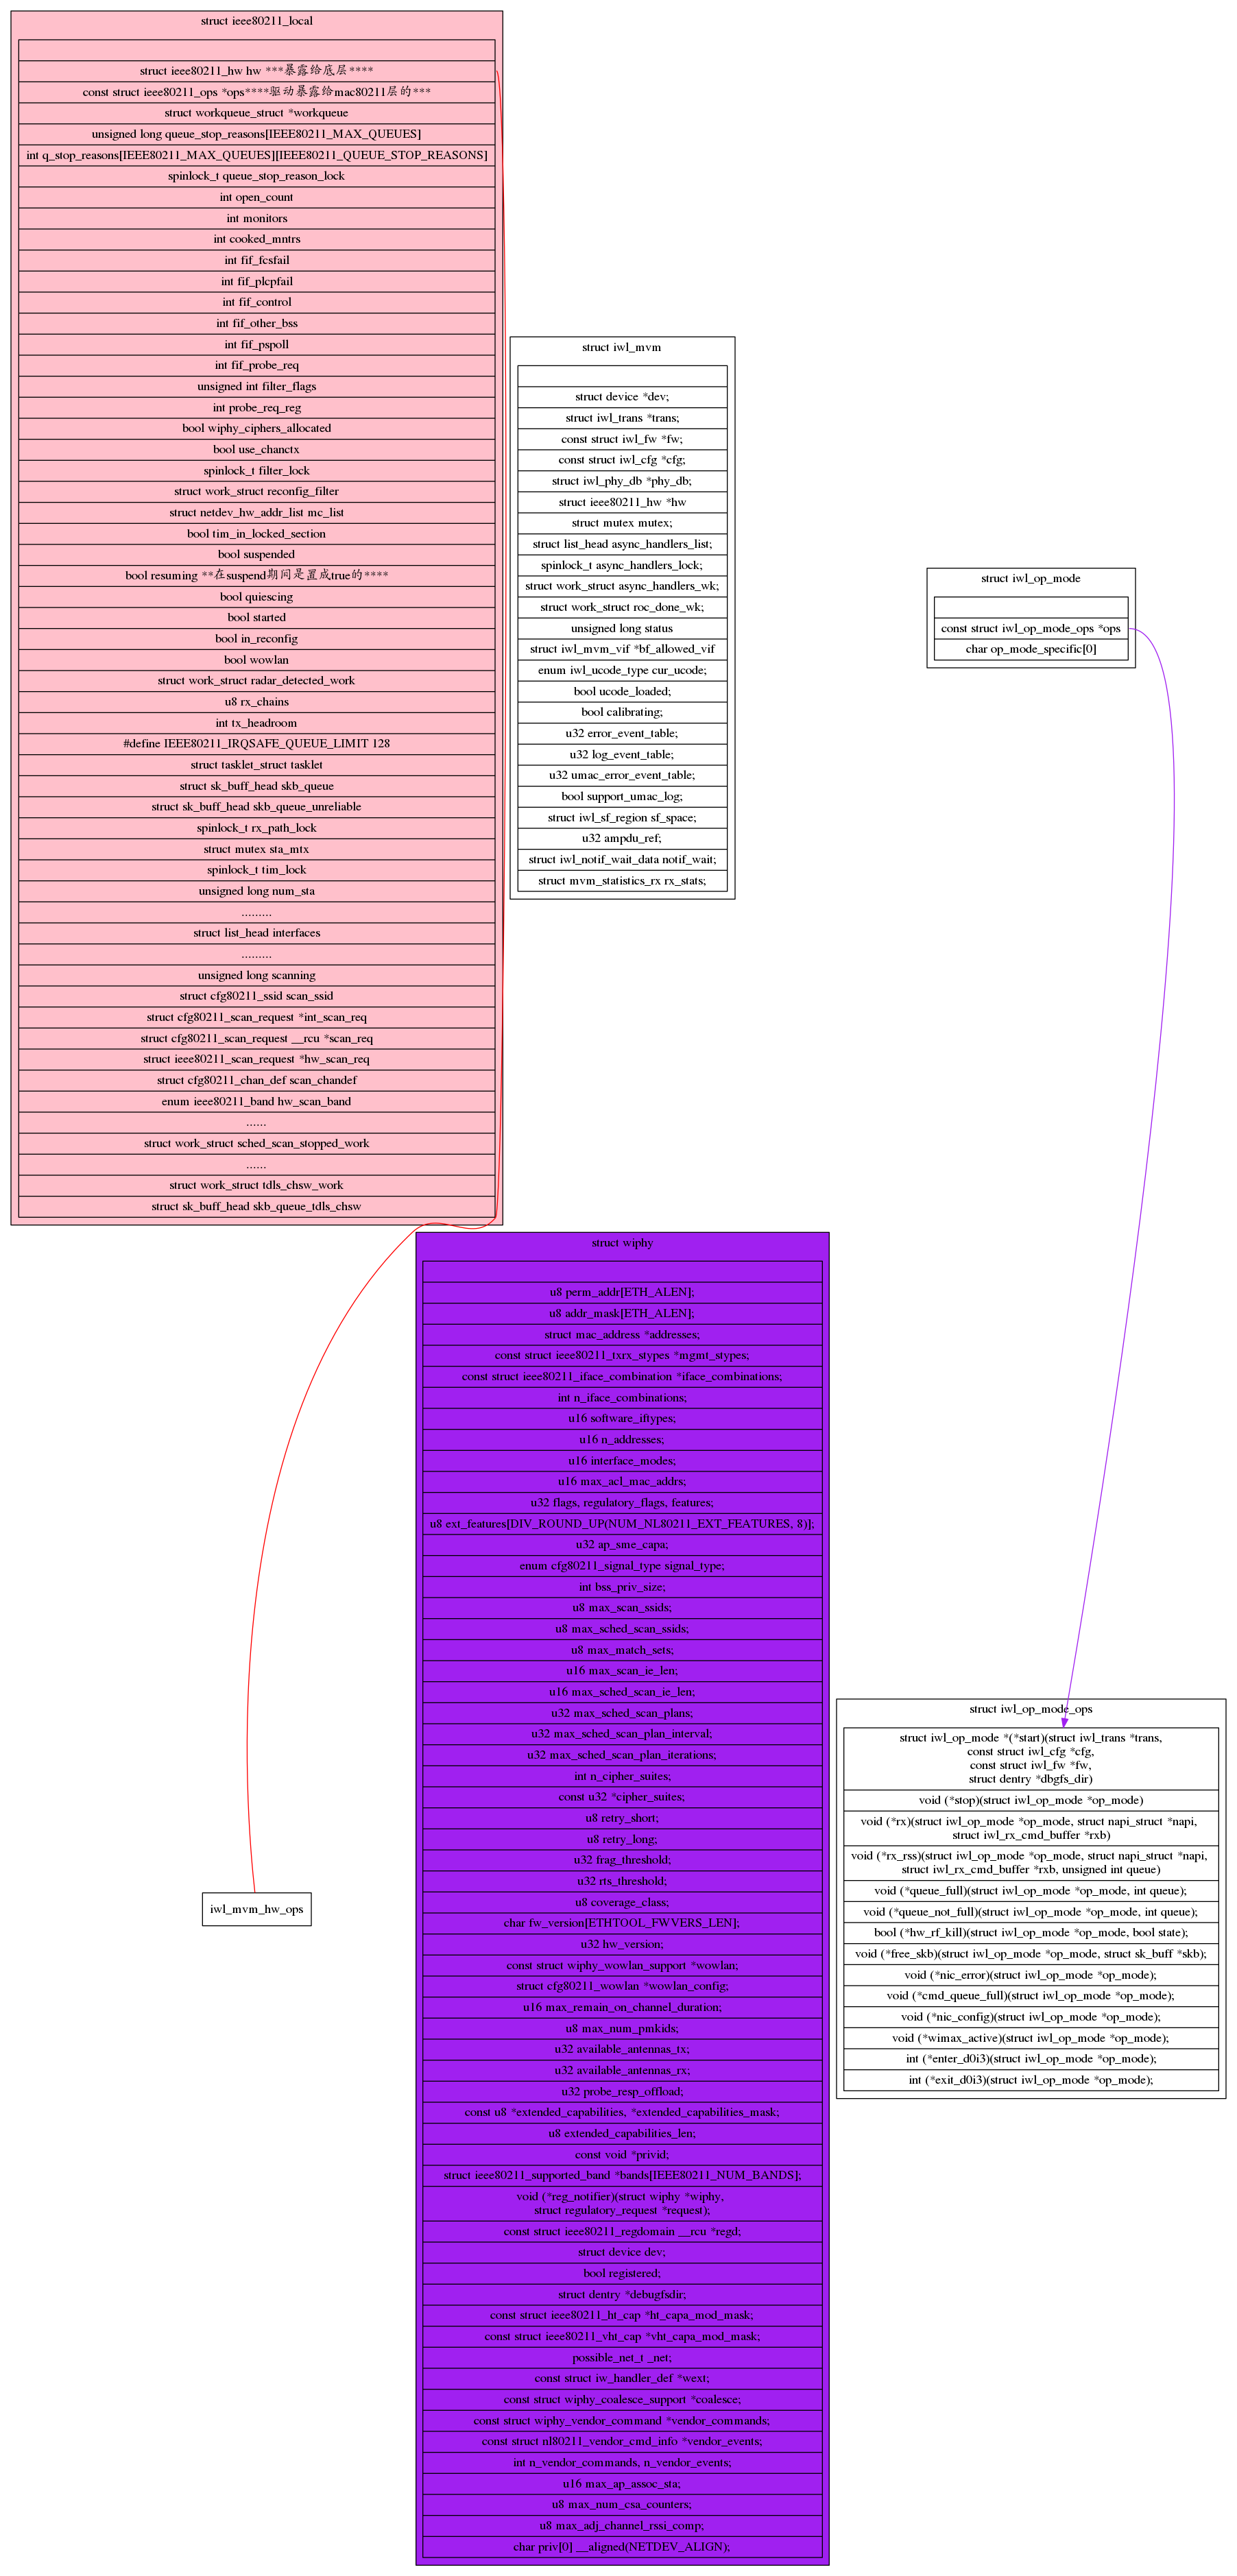 struct ieee80211_local
struct ieee80211_hw hw ***暴露给底层****
const struct ieee80211_ops *ops****驱动暴露给mac80211层的***
struct workqueue_struct *workqueue
unsigned long queue_stop_reasons[IEEE80211_MAX_QUEUES]
int q_stop_reasons[IEEE80211_MAX_QUEUES][IEEE80211_QUEUE_STOP_REASONS]
spinlock_t queue_stop_reason_lock
int open_count
int monitors
int cooked_mntrs
int fif_fcsfail
int fif_plcpfail
int fif_control
int fif_other_bss
int fif_pspoll
int fif_probe_req
unsigned int filter_flags
int probe_req_reg
bool wiphy_ciphers_allocated
bool use_chanctx
spinlock_t filter_lock
struct work_struct reconfig_filter
struct netdev_hw_addr_list mc_list
bool tim_in_locked_section
bool suspended
bool resuming **在suspend期间是置成true的****
bool quiescing
bool started
bool in_reconfig
bool wowlan
struct work_struct radar_detected_work
u8 rx_chains
int tx_headroom
#define IEEE80211_IRQSAFE_QUEUE_LIMIT 128
struct tasklet_struct tasklet
struct sk_buff_head skb_queue
struct sk_buff_head skb_queue_unreliable
spinlock_t rx_path_lock
struct mutex sta_mtx
spinlock_t tim_lock
unsigned long num_sta
.........
struct list_head interfaces
.........
unsigned long scanning
struct cfg80211_ssid scan_ssid
struct cfg80211_scan_request *int_scan_req
struct cfg80211_scan_request __rcu *scan_req
struct ieee80211_scan_request *hw_scan_req
struct cfg80211_chan_def scan_chandef
enum ieee80211_band hw_scan_band
......
struct work_struct sched_scan_stopped_work
......
struct work_struct tdls_chsw_work
struct sk_buff_head skb_queue_tdls_chsw
struct iwl_mvm
struct device *dev;
struct iwl_trans *trans;
const struct iwl_fw *fw;
const struct iwl_cfg *cfg;
struct iwl_phy_db *phy_db;
struct ieee80211_hw *hw
struct mutex mutex;
struct list_head async_handlers_list;
spinlock_t async_handlers_lock;
struct work_struct async_handlers_wk;
struct work_struct roc_done_wk;
unsigned long status
struct iwl_mvm_vif *bf_allowed_vif
enum iwl_ucode_type cur_ucode;
bool ucode_loaded;
bool calibrating;
u32 error_event_table;
u32 log_event_table;
u32 umac_error_event_table;
bool support_umac_log;
struct iwl_sf_region sf_space;
u32 ampdu_ref;
struct iwl_notif_wait_data notif_wait;
struct mvm_statistics_rx rx_stats;
struct iwl_op_mode
const struct iwl_op_mode_ops *ops
char op_mode_specific[0]
struct wiphy
u8 perm_addr[ETH_ALEN];
u8 addr_mask[ETH_ALEN];
struct mac_address *addresses;
const struct ieee80211_txrx_stypes *mgmt_stypes;
const struct ieee80211_iface_combination *iface_combinations;
int n_iface_combinations;
u16 software_iftypes;
u16 n_addresses;
u16 interface_modes;
u16 max_acl_mac_addrs;
u32 flags, regulatory_flags, features;
u8 ext_features[DIV_ROUND_UP(NUM_NL80211_EXT_FEATURES, 8)];
u32 ap_sme_capa;
enum cfg80211_signal_type signal_type;
int bss_priv_size;
u8 max_scan_ssids;
u8 max_sched_scan_ssids;
u8 max_match_sets;
u16 max_scan_ie_len;
u16 max_sched_scan_ie_len;
u32 max_sched_scan_plans;
u32 max_sched_scan_plan_interval;
u32 max_sched_scan_plan_iterations;
int n_cipher_suites;
const u32 *cipher_suites;
u8 retry_short;
u8 retry_long;
u32 frag_threshold;
u32 rts_threshold;
u8 coverage_class;
char fw_version[ETHTOOL_FWVERS_LEN];
u32 hw_version;
const struct wiphy_wowlan_support *wowlan;
struct cfg80211_wowlan *wowlan_config;
u16 max_remain_on_channel_duration;
u8 max_num_pmkids;
u32 available_antennas_tx;
u32 available_antennas_rx;
u32 probe_resp_offload;
const u8 *extended_capabilities, *extended_capabilities_mask;
u8 extended_capabilities_len;
const void *privid;
struct ieee80211_supported_band *bands[IEEE80211_NUM_BANDS];
void (*reg_notifier)(struct wiphy *wiphy,
struct regulatory_request *request);
const struct ieee80211_regdomain __rcu *regd;
struct device dev;
bool registered;
struct dentry *debugfsdir;
const struct ieee80211_ht_cap *ht_capa_mod_mask;
const struct ieee80211_vht_cap *vht_capa_mod_mask;
possible_net_t _net;
const struct iw_handler_def *wext;
const struct wiphy_coalesce_support *coalesce;
const struct wiphy_vendor_command *vendor_commands;
const struct nl80211_vendor_cmd_info *vendor_events;
int n_vendor_commands, n_vendor_events;
u16 max_ap_assoc_sta;
u8 max_num_csa_counters;
u8 max_adj_channel_rssi_comp;
char priv[0] __aligned(NETDEV_ALIGN);
iwl_mvm_hw_ops
struct iwl_op_mode_ops
struct iwl_op_mode *(*start)(struct iwl_trans *trans,
const struct iwl_cfg *cfg,
const struct iwl_fw *fw,
struct dentry *dbgfs_dir)
void (*stop)(struct iwl_op_mode *op_mode)
void (*rx)(struct iwl_op_mode *op_mode, struct napi_struct *napi,
struct iwl_rx_cmd_buffer *rxb)
void (*rx_rss)(struct iwl_op_mode *op_mode, struct napi_struct *napi,
struct iwl_rx_cmd_buffer *rxb, unsigned int queue)
void (*queue_full)(struct iwl_op_mode *op_mode, int queue);
void (*queue_not_full)(struct iwl_op_mode *op_mode, int queue);
bool (*hw_rf_kill)(struct iwl_op_mode *op_mode, bool state);
void (*free_skb)(struct iwl_op_mode *op_mode, struct sk_buff *skb);
void (*nic_error)(struct iwl_op_mode *op_mode);
void (*cmd_queue_full)(struct iwl_op_mode *op_mode);
void (*nic_config)(struct iwl_op_mode *op_mode);
void (*wimax_active)(struct iwl_op_mode *op_mode);
int (*enter_d0i3)(struct iwl_op_mode *op_mode);
int (*exit_d0i3)(struct iwl_op_mode *op_mode);